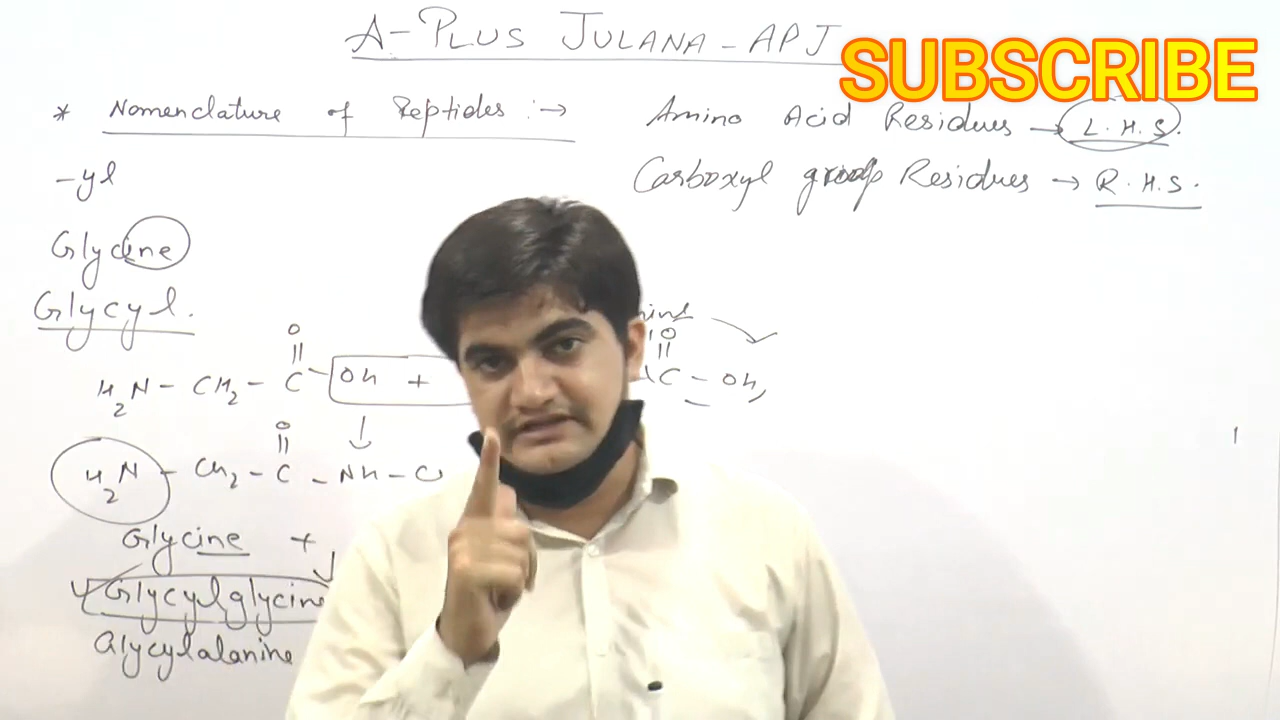 A-PLUS JULANA-APJ
SUBSCRIBE
* Nomenclature of Peptides :→
Amino Acid Residues → L.H.S.
Carboxyl group Residues → R.H.S.
-yl
Glycine
Glycyl.
O
||
H2N - CH2 - C - OH +
O
||
C - OH
O
||
H2N - CH2 - C - NH - C
Glycine +
Glycylglycine
Glycylalanine